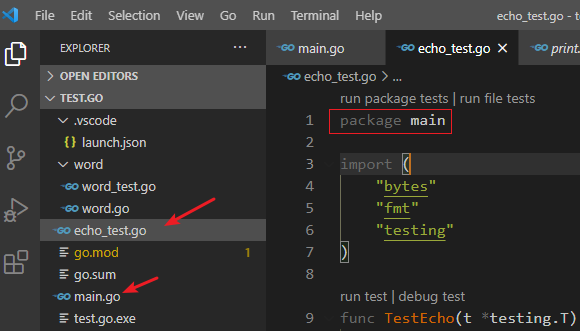 File Edit Selection View Go Run Terminal Help echo_test.go - te
EXPLORER ...
main.go echo_test.go print.
OPEN EDITORS
TEST.GO
.vscode
{} launch.json
word
word_test.go
word.go
echo_test.go
go.mod 1
go.sum
main.go
test.go.exe
echo_test.go > ...
run package tests | run file tests
1 package main
2
3 import (
4 "bytes"
5 "fmt"
6 "testing"
7 )
8
run test | debug test
9 func TestEcho(t *testing.T)